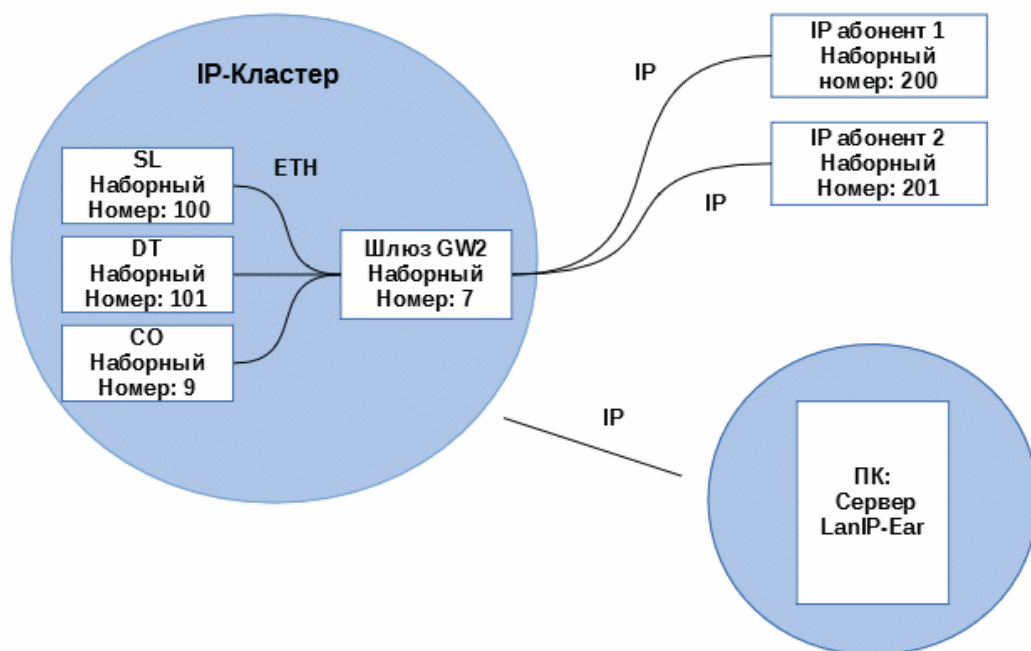 IP-Кластер
SL
Наборный
Номер: 100
ETH
DT
Наборный
Номер: 101
CO
Наборный
Номер: 9
Шлюз GW2
Наборный
Номер: 7
IP
IP абонент 1
Наборный
номер: 200
IP
IP абонент 2
Наборный
Номер: 201
IP
ПК:
Сервер
LanIP-Ear